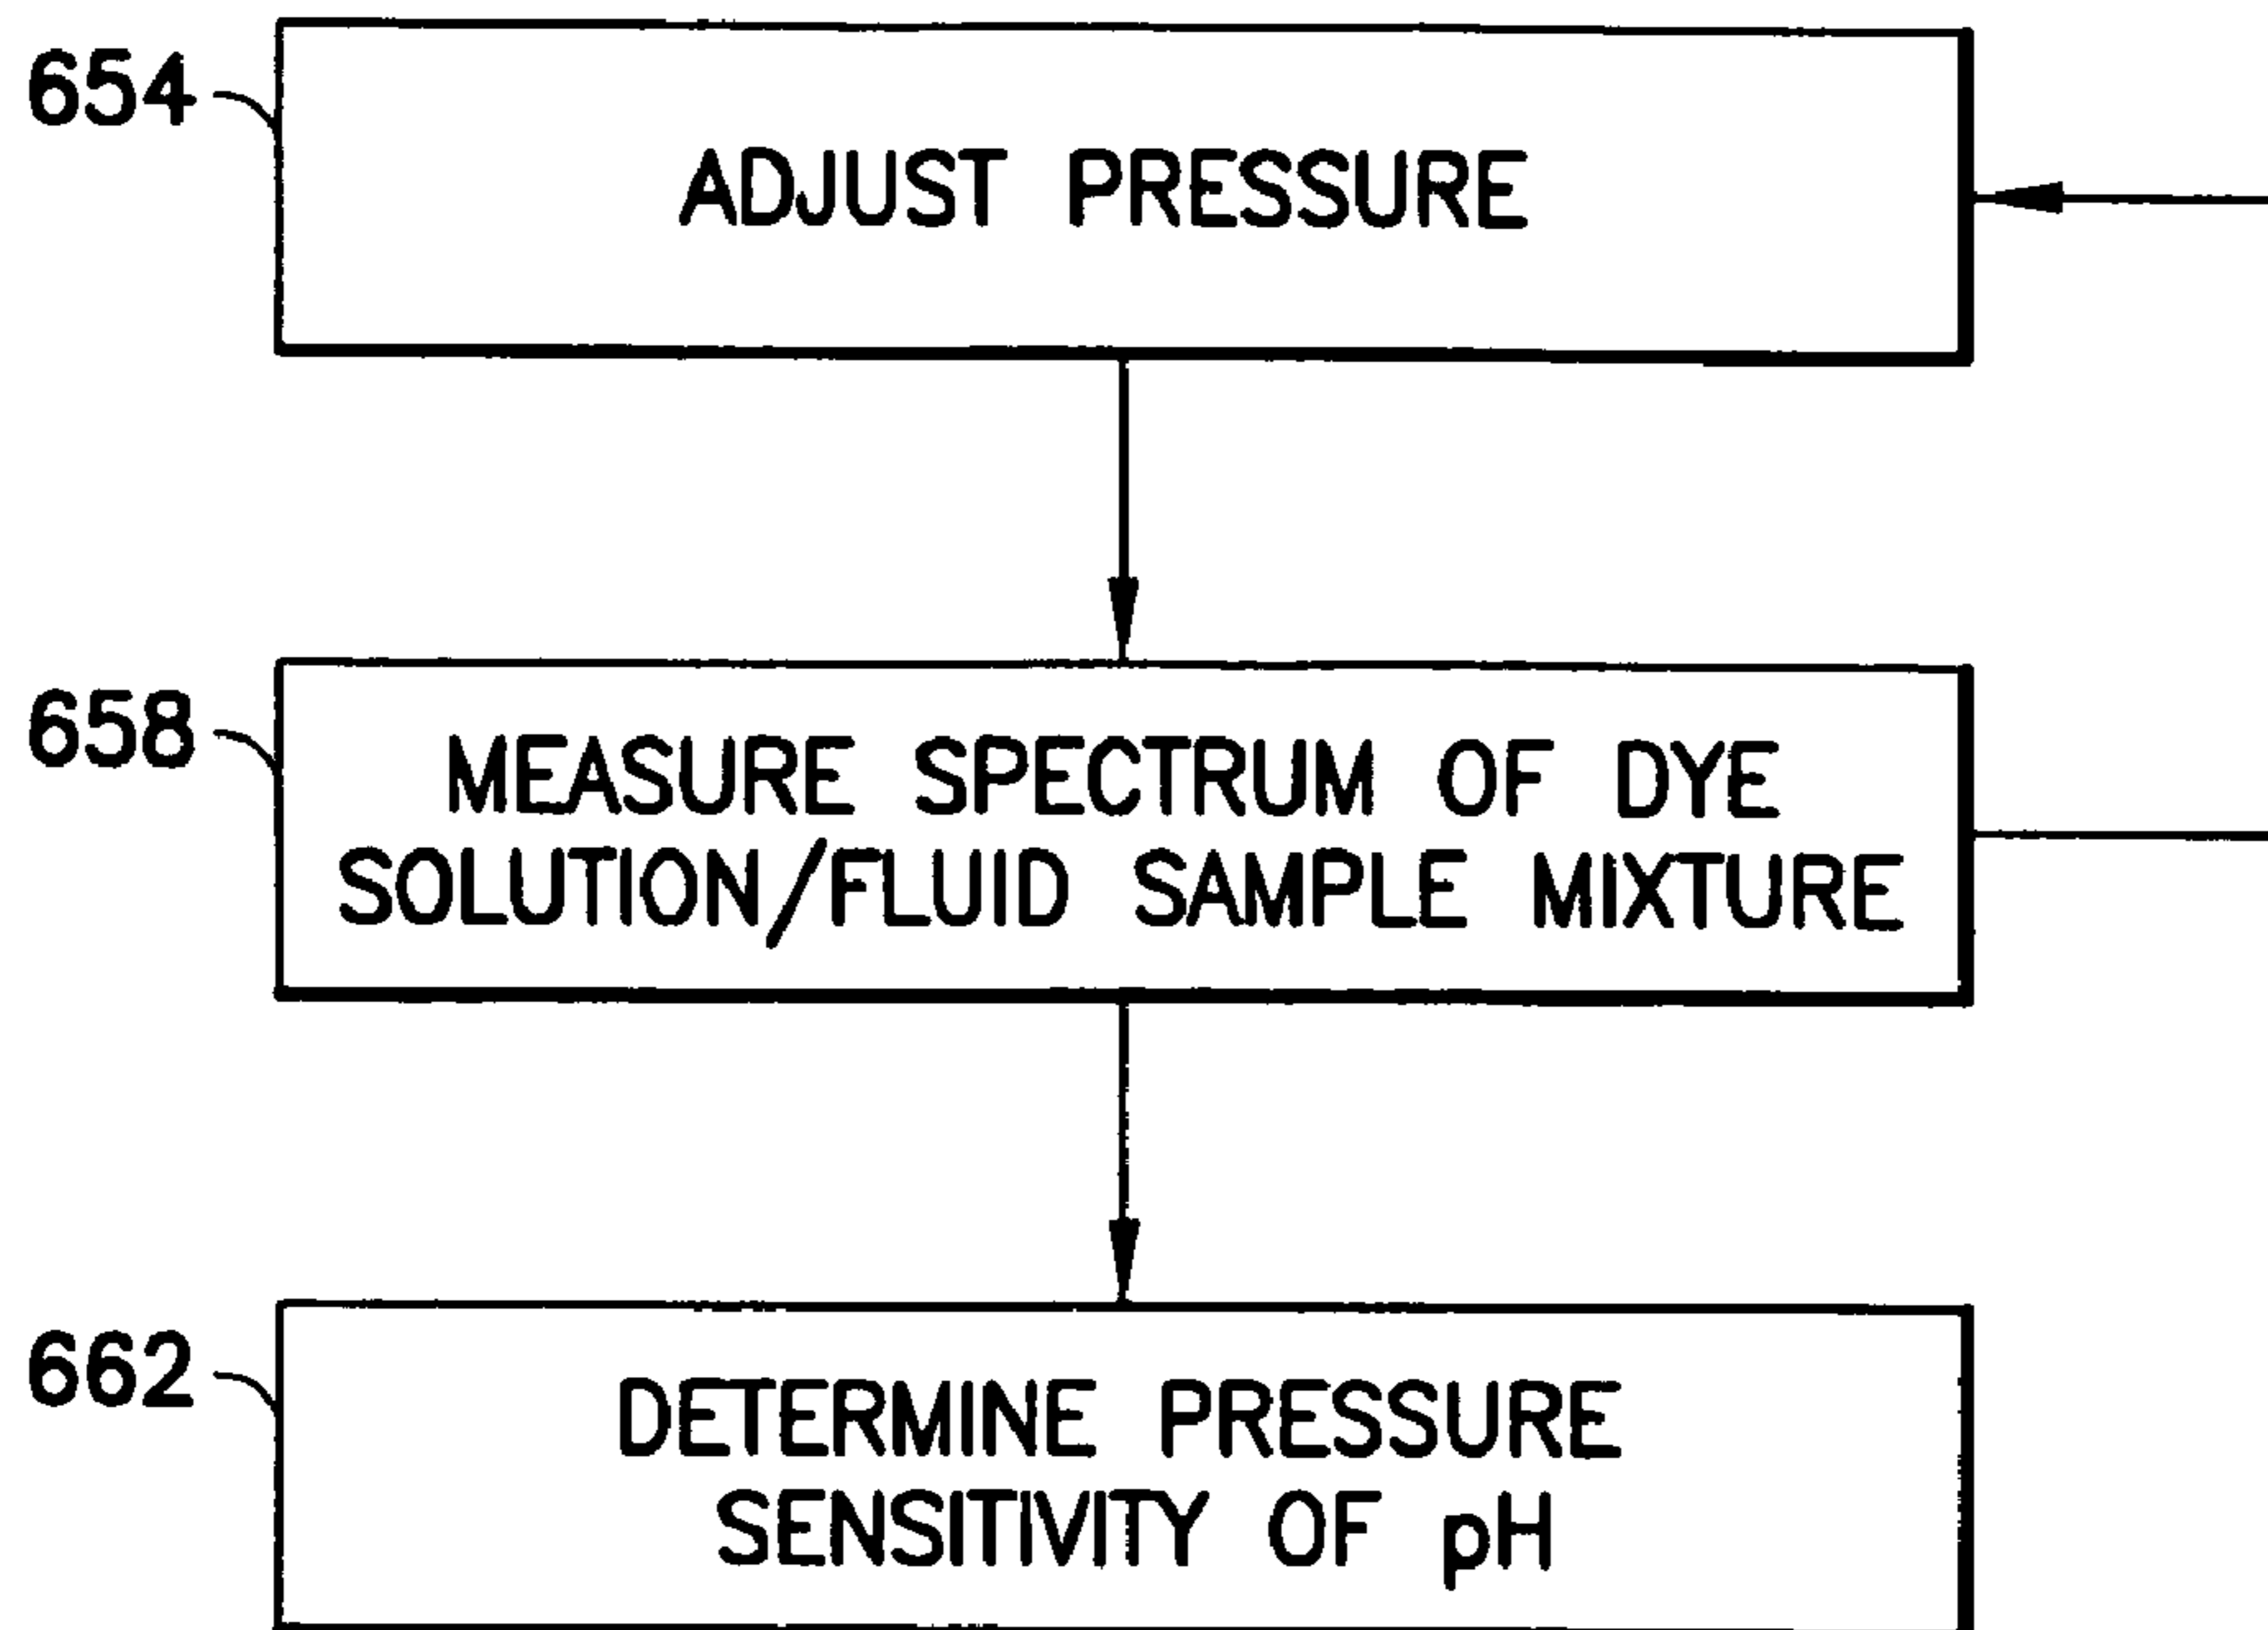 654
ADJUST PRESSURE
658
MEASURE SPECTRUM OF DYE
SOLUTION/FLUID SAMPLE MIXTURE
662
DETERMINE PRESSURE
SENSITIVITY OF pH